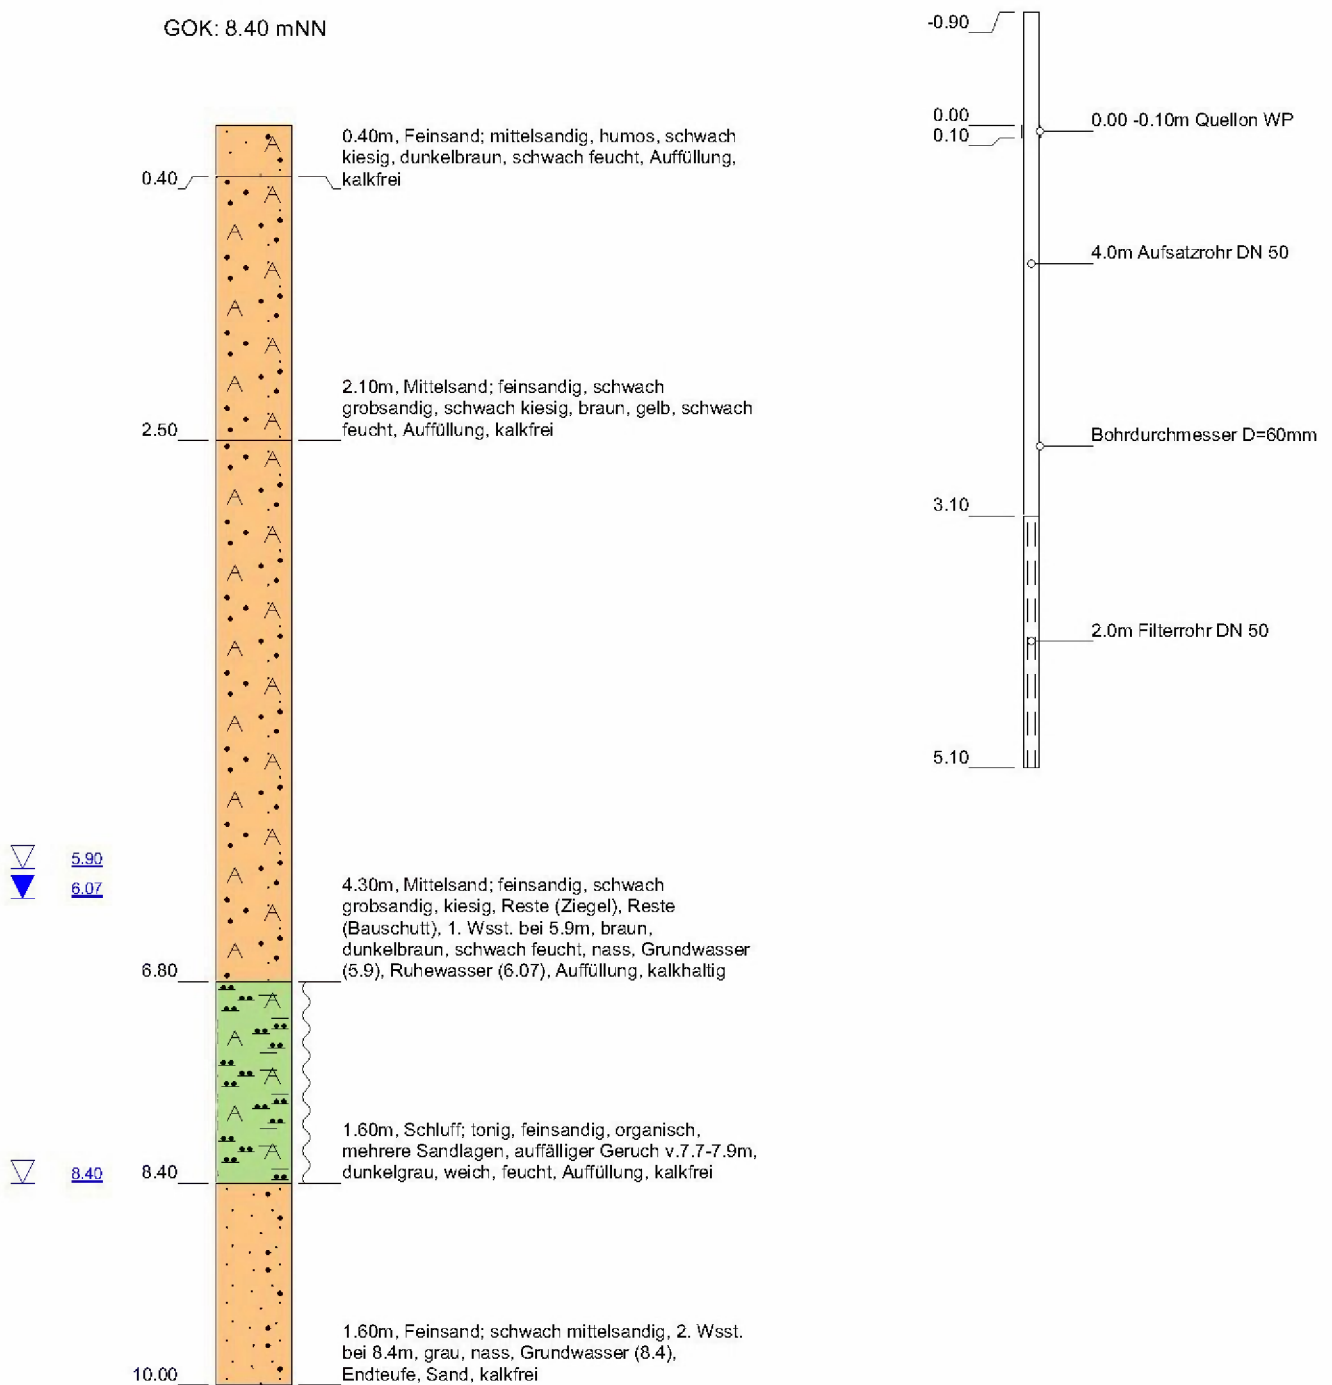 GOK: 8.40 mNN
0.40m, Feinsand; mittelsandig, humos, schwach
kiesig, dunkelbraun, schwach feucht, Auffüllung,
kalkfrei
0.40
2.10m, Mittelsand; feinsandig, schwach
grobsandig, schwach kiesig, braun, gelb, schwach
feucht, Auffüllung, kalkfrei
2.50
5.90
6.07
4.30m, Mittelsand; feinsandig, schwach
grobsandig, kiesig, Reste (Ziegel), Reste
(Bauschutt), 1. Wsst. bei 5.9m, braun,
dunkelbraun, schwach feucht, nass, Grundwasser
(5.9), Ruhewasser (6.07), Auffüllung, kalkhaltig
6.80
1.60m, Schluff; tonig, feinsandig, organisch,
mehrere Sandlagen, auffälliger Geruch v.7.7-7.9m,
dunkelgrau, weich, feucht, Auffüllung, kalkfrei
8.40
8.40
1.60m, Feinsand; schwach mittelsandig, 2. Wsst.
bei 8.4m, grau, nass, Grundwasser (8.4),
Endteufe, Sand, kalkfrei
10.00
-0.90
0.00
0.10
0.00 -0.10m Quellon WP
4.0m Aufsatzrohr DN 50
Bohrdurchmesser D=60mm
3.10
2.0m Filterrohr DN 50
5.10